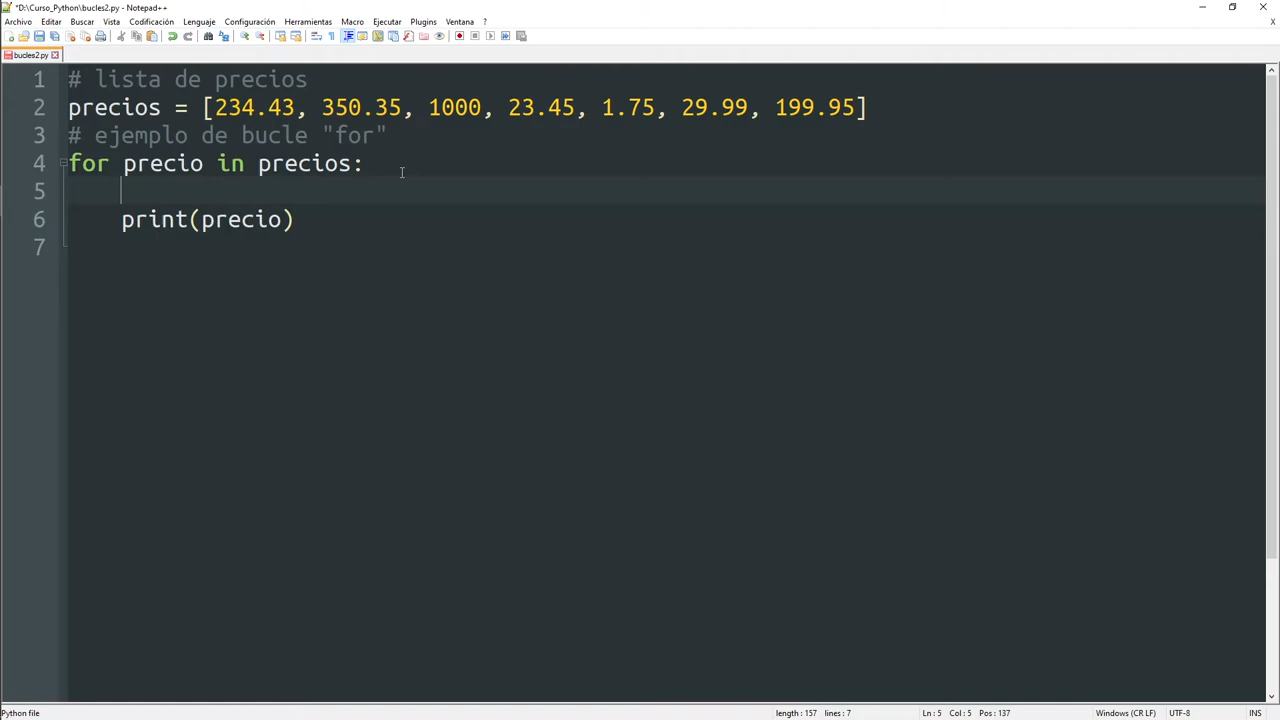 *D:\Curso_Python\bucles2.py - Notepad++
Archivo Editar Buscar Vista Codificación Lenguaje Configuración Herramientas Macro Ejecutar Plugins Ventana ? X
bucles2.py
1 # lista de precios
2 precios = [234.43, 350.35, 1000, 23.45, 1.75, 29.99, 199.95]
3 # ejemplo de bucle "for"
4 for precio in precios:
5
6 print(precio)
7
Python file length : 157 lines : 7 Ln : 5 Col : 5 Pos : 137 Windows (CR LF) UTF-8 INS